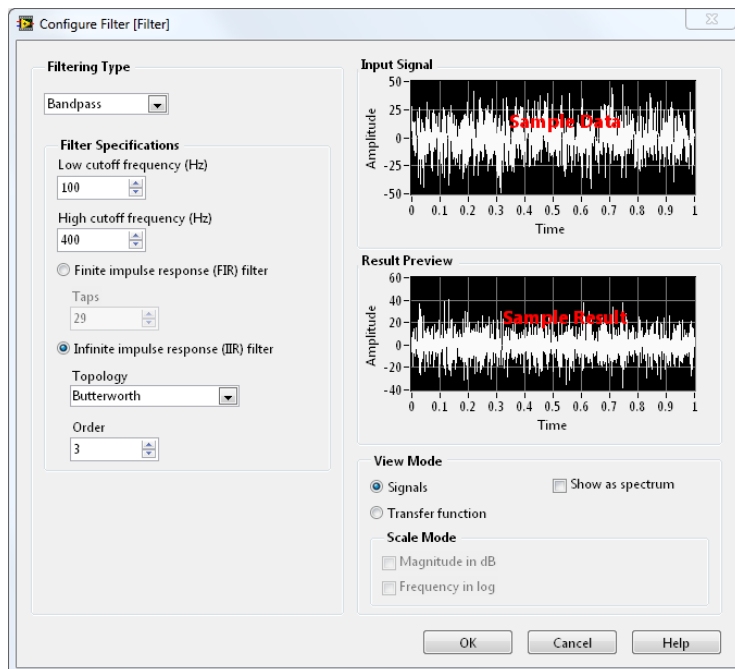 Configure Filter [Filter]
Filtering Type
Bandpass
Filter Specifications
Low cutoff frequency (Hz)
100
High cutoff frequency (Hz)
400
Finite impulse response (FIR) filter
Taps
29
Infinite impulse response (IIR) filter
Topology
Butterworth
Order
3
Input Signal
50
25
0
-25
-50
Amplitude
Sample Data
0 0.1 0.2 0.3 0.4 0.5 0.6 0.7 0.8 0.9 1
Time
Result Preview
60
40
20
0
-20
-40
Amplitude
Sample Result
0 0.1 0.2 0.3 0.4 0.5 0.6 0.7 0.8 0.9 1
Time
View Mode
Signals
Show as spectrum
Transfer function
Scale Mode
Magnitude in dB
Frequency in log
OK Cancel Help